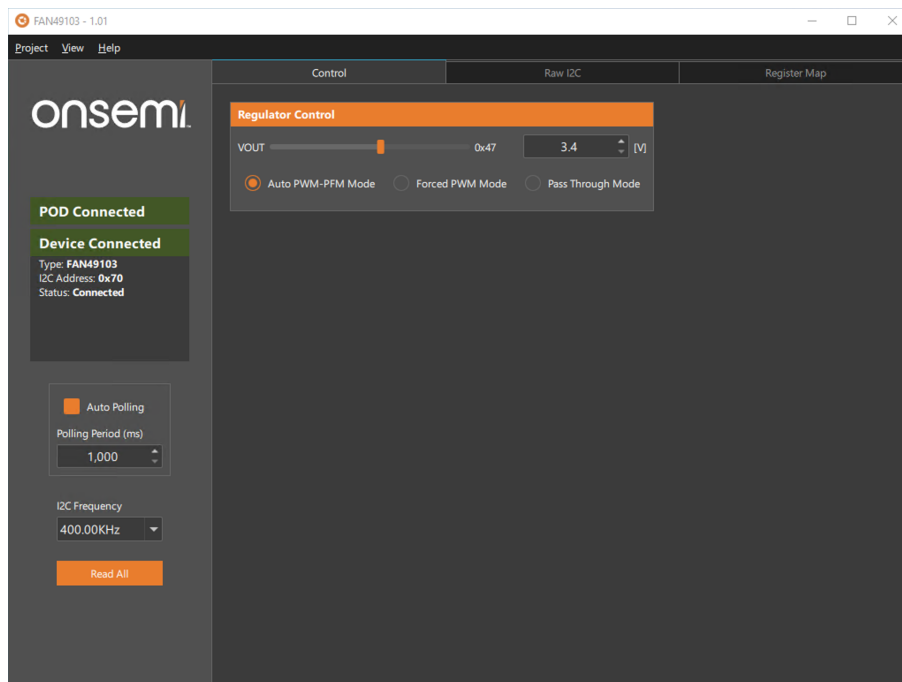 FAN49103 - 1.01
Project View Help
Control Raw I2C Register Map
onsemi™
Regulator Control
VOUT 0x47 3.4 [V]
Auto PWM-PFM Mode Forced PWM Mode Pass Through Mode
POD Connected
Device Connected
Type: FAN49103
I2C Address: 0x70
Status: Connected
Auto Polling
Polling Period (ms)
1,000
I2C Frequency
400.00KHz
Read All